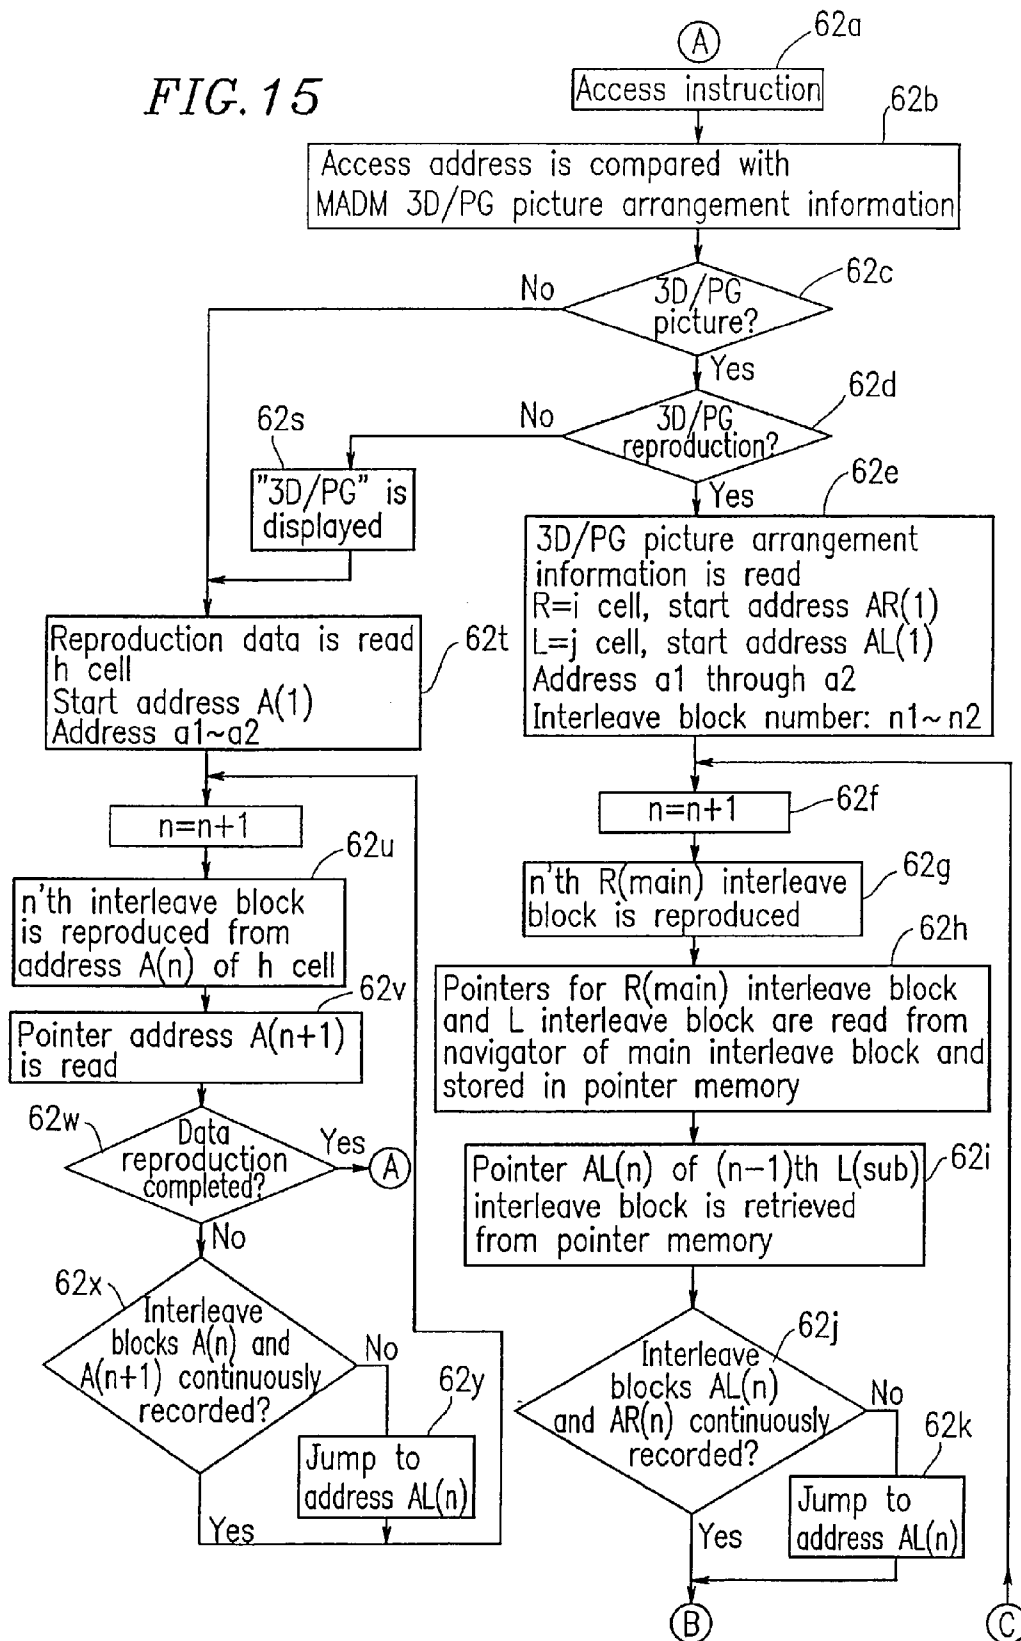 FIG.15
A
62a
Access instruction
62b
Access address is compared with
MADM 3D/PG picture arrangement information
62c
3D/PG
picture?
No
Yes
62d
3D/PG
reproduction?
No
Yes
62s
"3D/PG" is
displayed
62e
3D/PG picture arrangement
information is read
R=i cell, start address AR(1)
L=j cell, start address AL(1)
Address a1 through a2
Interleave block number: n1~n2
62t
Reproduction data is read
h cell
Start address A(1)
Address a1~a2
n=n+1
62u
n'th interleave block
is reproduced from
address A(n) of h cell
62v
Pointer address A(n+1)
is read
62w
Data
reproduction
completed?
Yes
A
No
62x
Interleave
blocks A(n) and
A(n+1) continuously
recorded?
No
62y
Jump to
address AL(n)
Yes
62f
n=n+1
62g
n'th R(main) interleave
block is reproduced
62h
Pointers for R(main) interleave block
and L interleave block are read from
navigator of main interleave block and
stored in pointer memory
62i
Pointer AL(n) of (n-1)th L(sub)
interleave block is retrieved
from pointer memory
62j
Interleave
blocks AL(n)
and AR(n) continuously
recorded?
No
62k
Jump to
address AL(n)
Yes
B
C